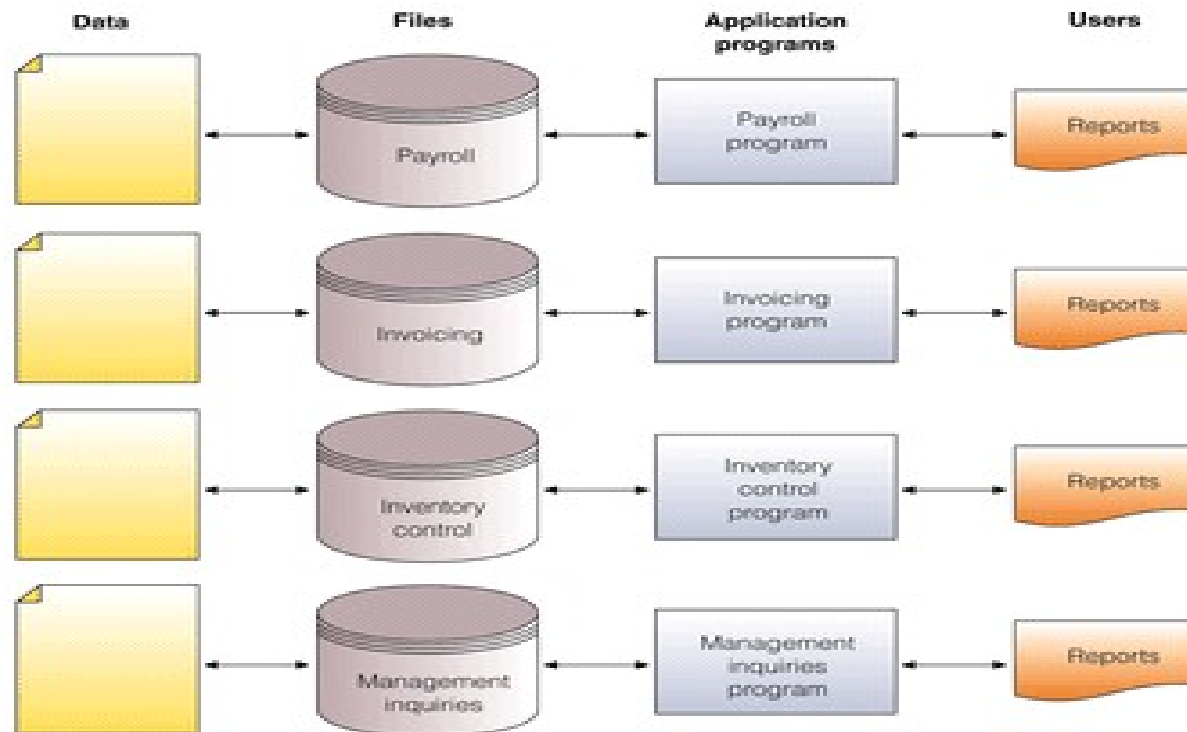 Data
Files
Application
programs
Users
Payroll
Payroll
program
Reports
Invoicing
Invoicing
program
Reports
Inventory
control
Inventory
control
program
Reports
Management
inquiries
Management
inquiries
program
Reports